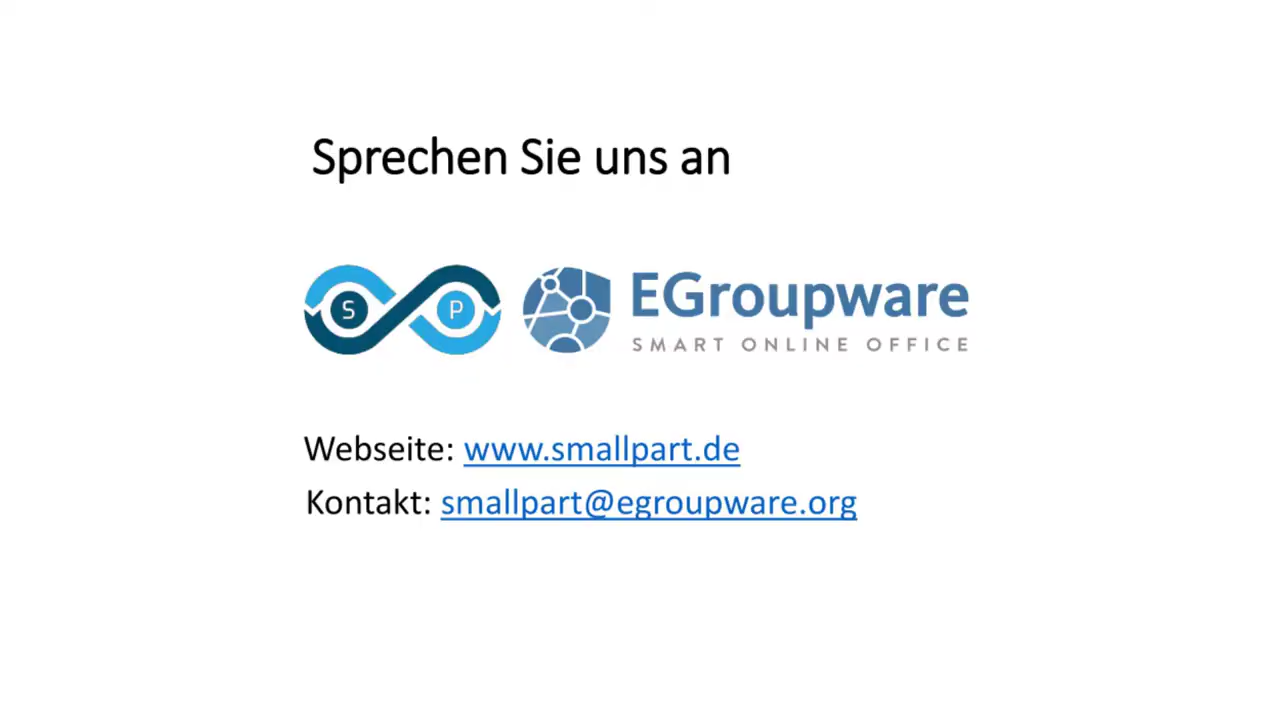 Sprechen Sie uns an
S P
EGroupware
SMART ONLINE OFFICE
Webseite: www.smallpart.de
Kontakt: smallpart@egroupware.org